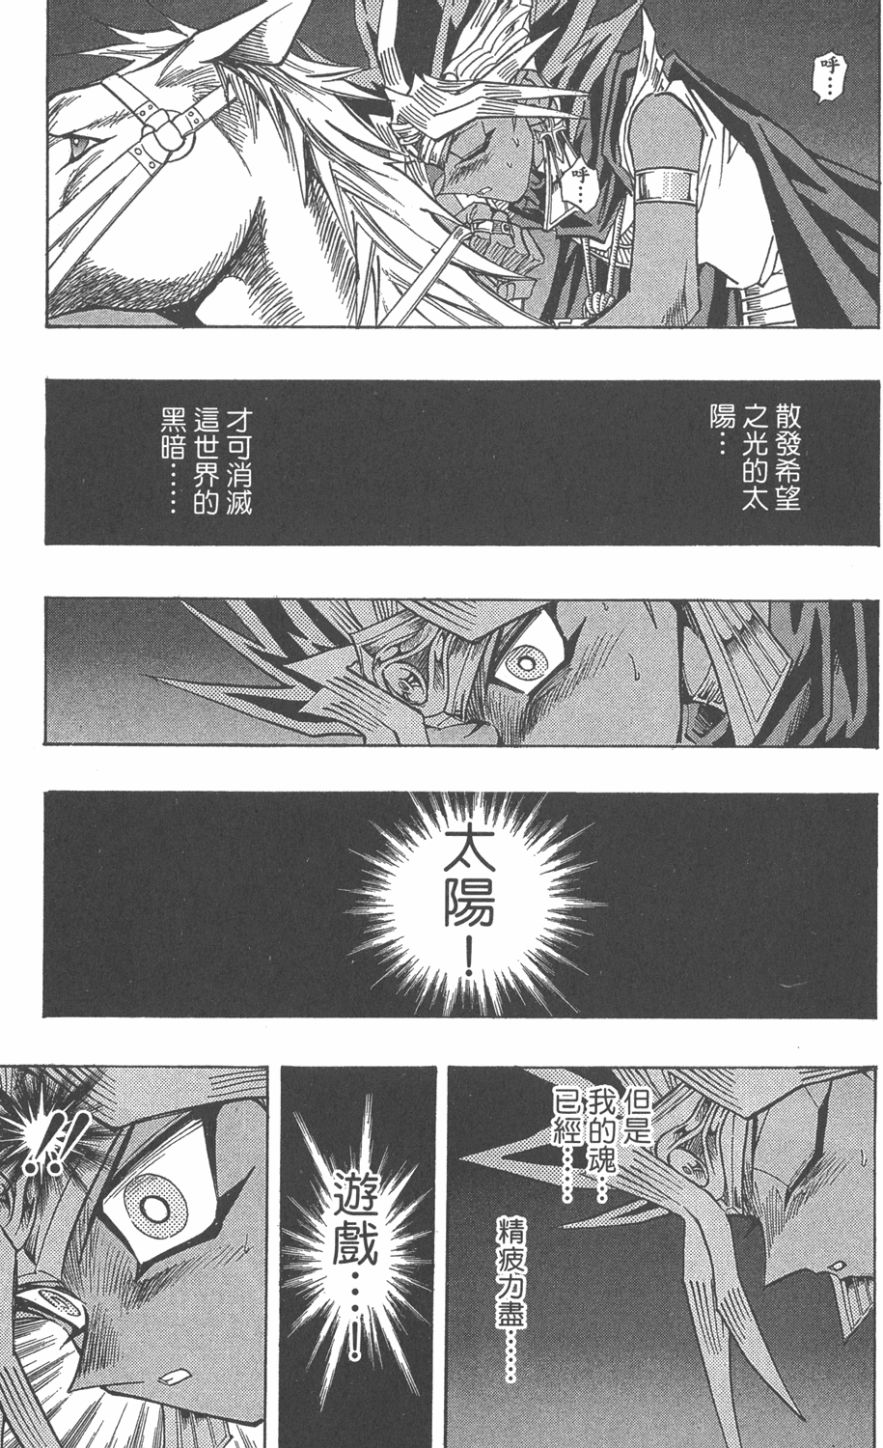 呼…
呼…
散發希望
之光的太
陽…
才可消滅
這世界的
黑暗……
太陽！
但是
我的魂…
已經……
精疲力盡……
遊戲…！
!!